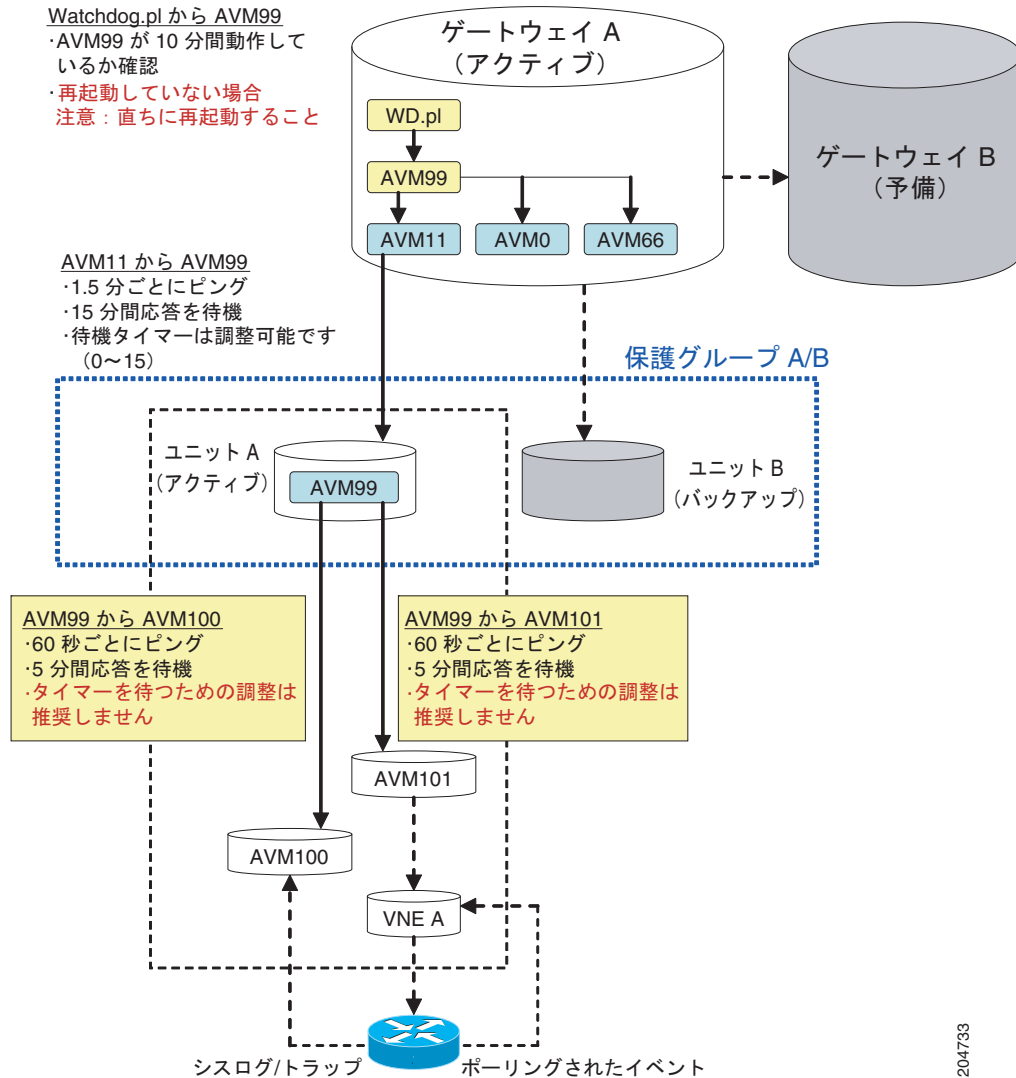 Watchdog.pl から AVM99
·AVM99 が 10 分間動作して
いるか確認
·再起動していない場合
注意：直ちに再起動すること
ゲートウェイ A
（アクティブ）
WD.pl
AVM99
AVM11
AVM0
AVM66
ゲートウェイ B
（予備）
AVM11 から AVM99
·1.5 分ごとにピング
·15 分間応答を待機
·待機タイマーは調整可能です
（0～15）
保護グループ A/B
ユニット A
（アクティブ）
AVM99
ユニット B
（バックアップ）
AVM99 から AVM100
·60 秒ごとにピング
·5 分間応答を待機
·タイマーを待つための調整は
推奨しません
AVM99 から AVM101
·60 秒ごとにピング
·5 分間応答を待機
·タイマーを待つための調整は
推奨しません
AVM101
AVM100
VNE A
シスログ/トラップ
ポーリングされたイベント
204733